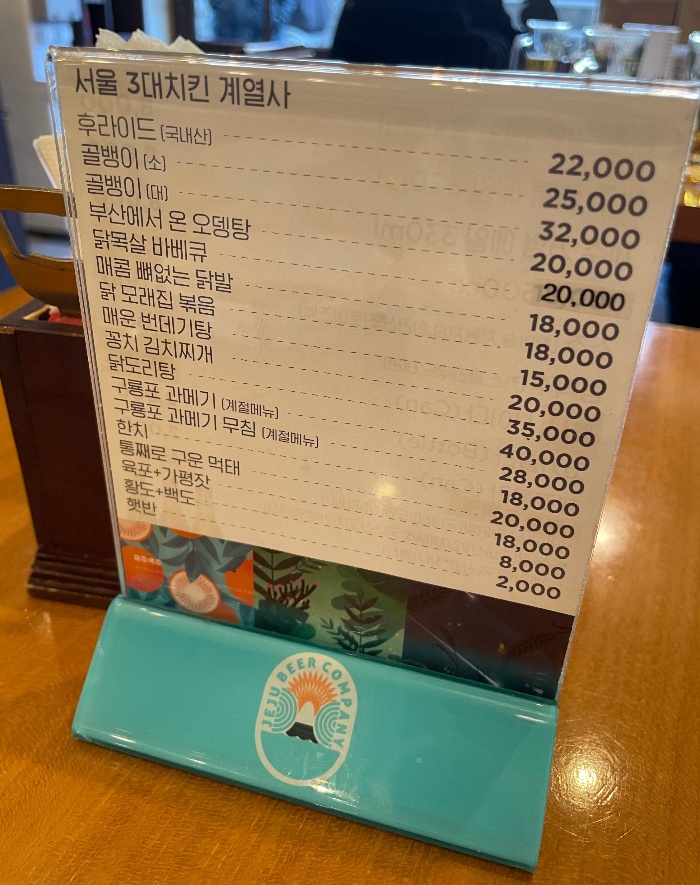 서울 3대치킨 계열사
후라이드 (국내산) 22,000
골뱅이 (소) 25,000
골뱅이 (대) 32,000
부산에서 온 오뎅탕 20,000
닭목살 바베큐 20,000
매콤 뼈없는 닭발 18,000
닭 모래집 볶음 18,000
매운 번데기탕 15,000
꽁치 김치찌개 20,000
닭도리탕 35,000
구룡포 과메기 (계절메뉴) 40,000
구룡포 과메기 무침 (계절메뉴) 28,000
한치 18,000
통째로 구운 먹태 20,000
육포+가평잣 18,000
황도+백도 8,000
햇반 2,000
제주맥주
JEJU BEER COMPANY